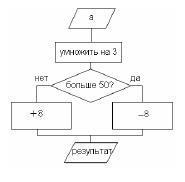 а
умножить на 3
нет
да
больше 50?
+8
−8
результат